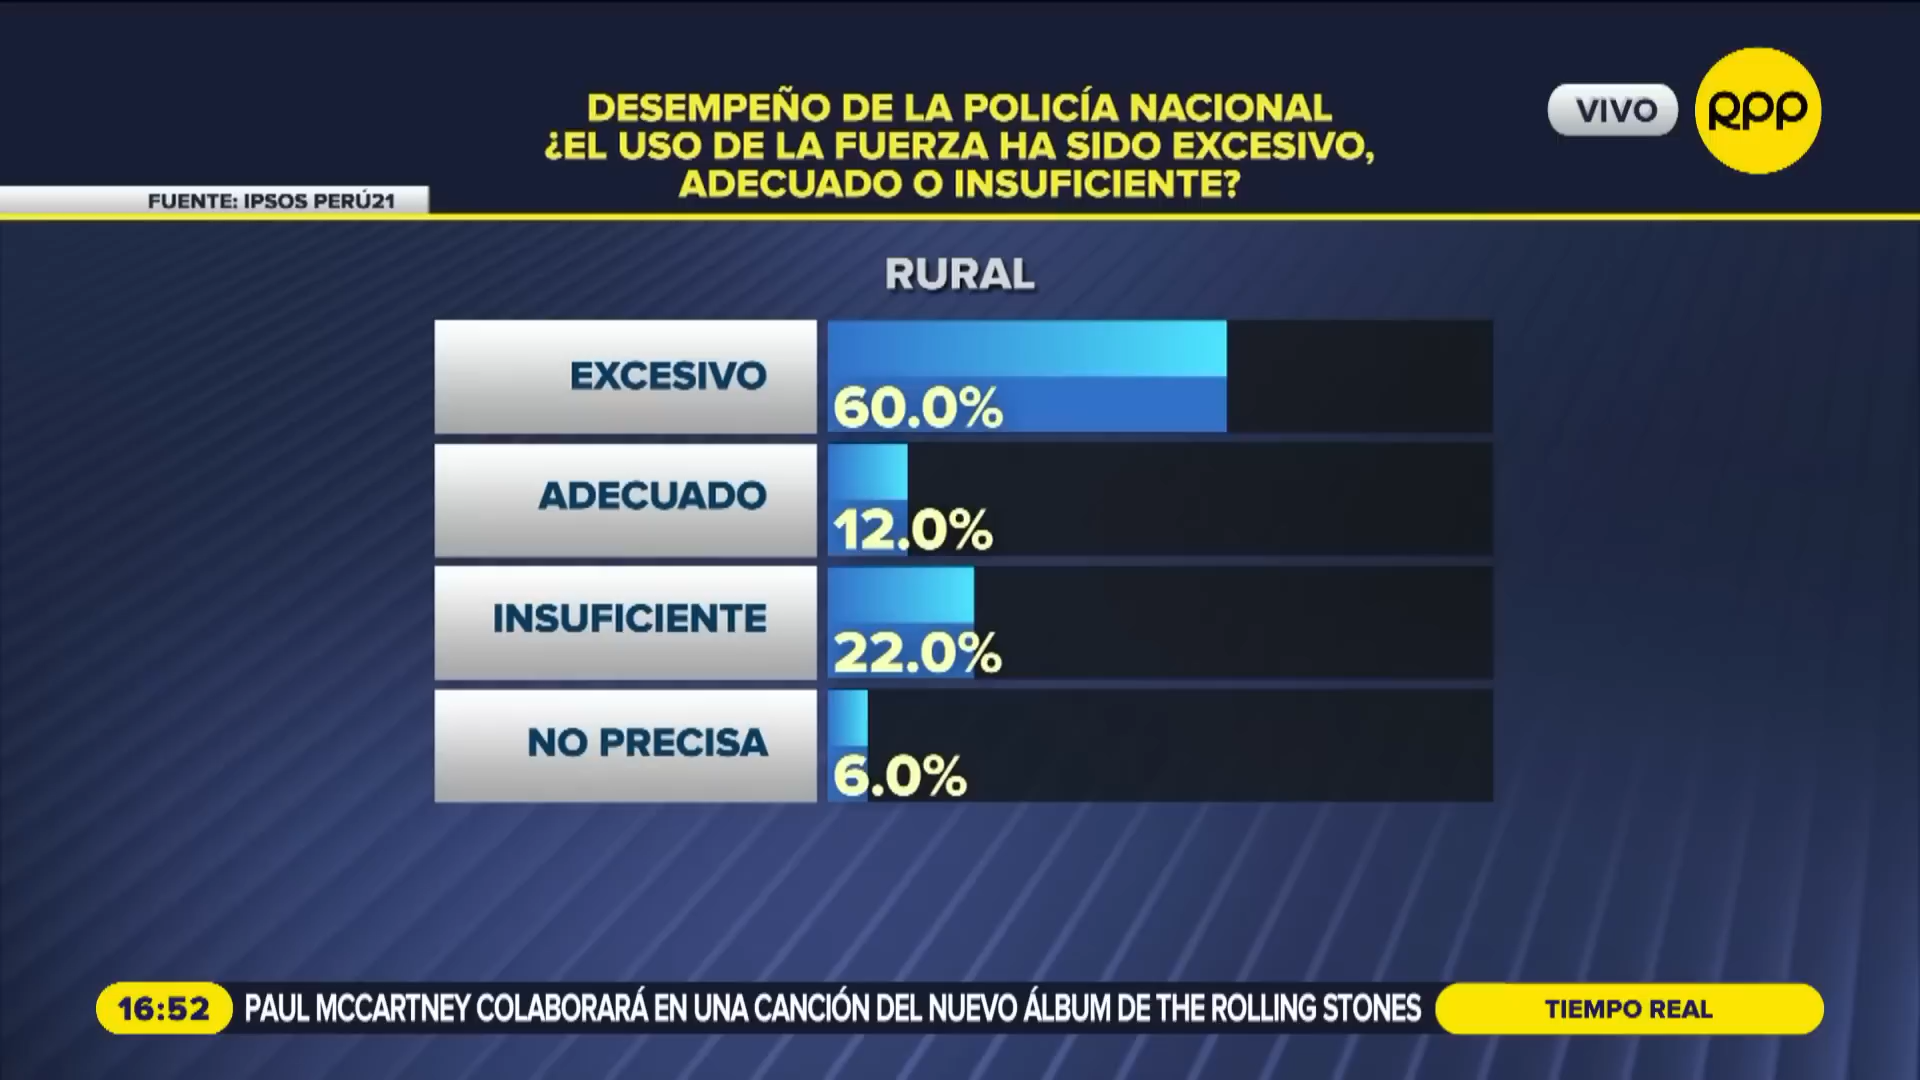 DESEMPEÑO DE LA POLICÍA NACIONAL
¿EL USO DE LA FUERZA HA SIDO EXCESIVO,
ADECUADO O INSUFICIENTE?
VIVO
rpp
FUENTE: IPSOS PERÚ21
RURAL
EXCESIVO
60.0%
ADECUADO
12.0%
INSUFICIENTE
22.0%
NO PRECISA
6.0%
16:52 PAUL MCCARTNEY COLABORARÁ EN UNA CANCIÓN DEL NUEVO ÁLBUM DE THE ROLLING STONES TIEMPO REAL